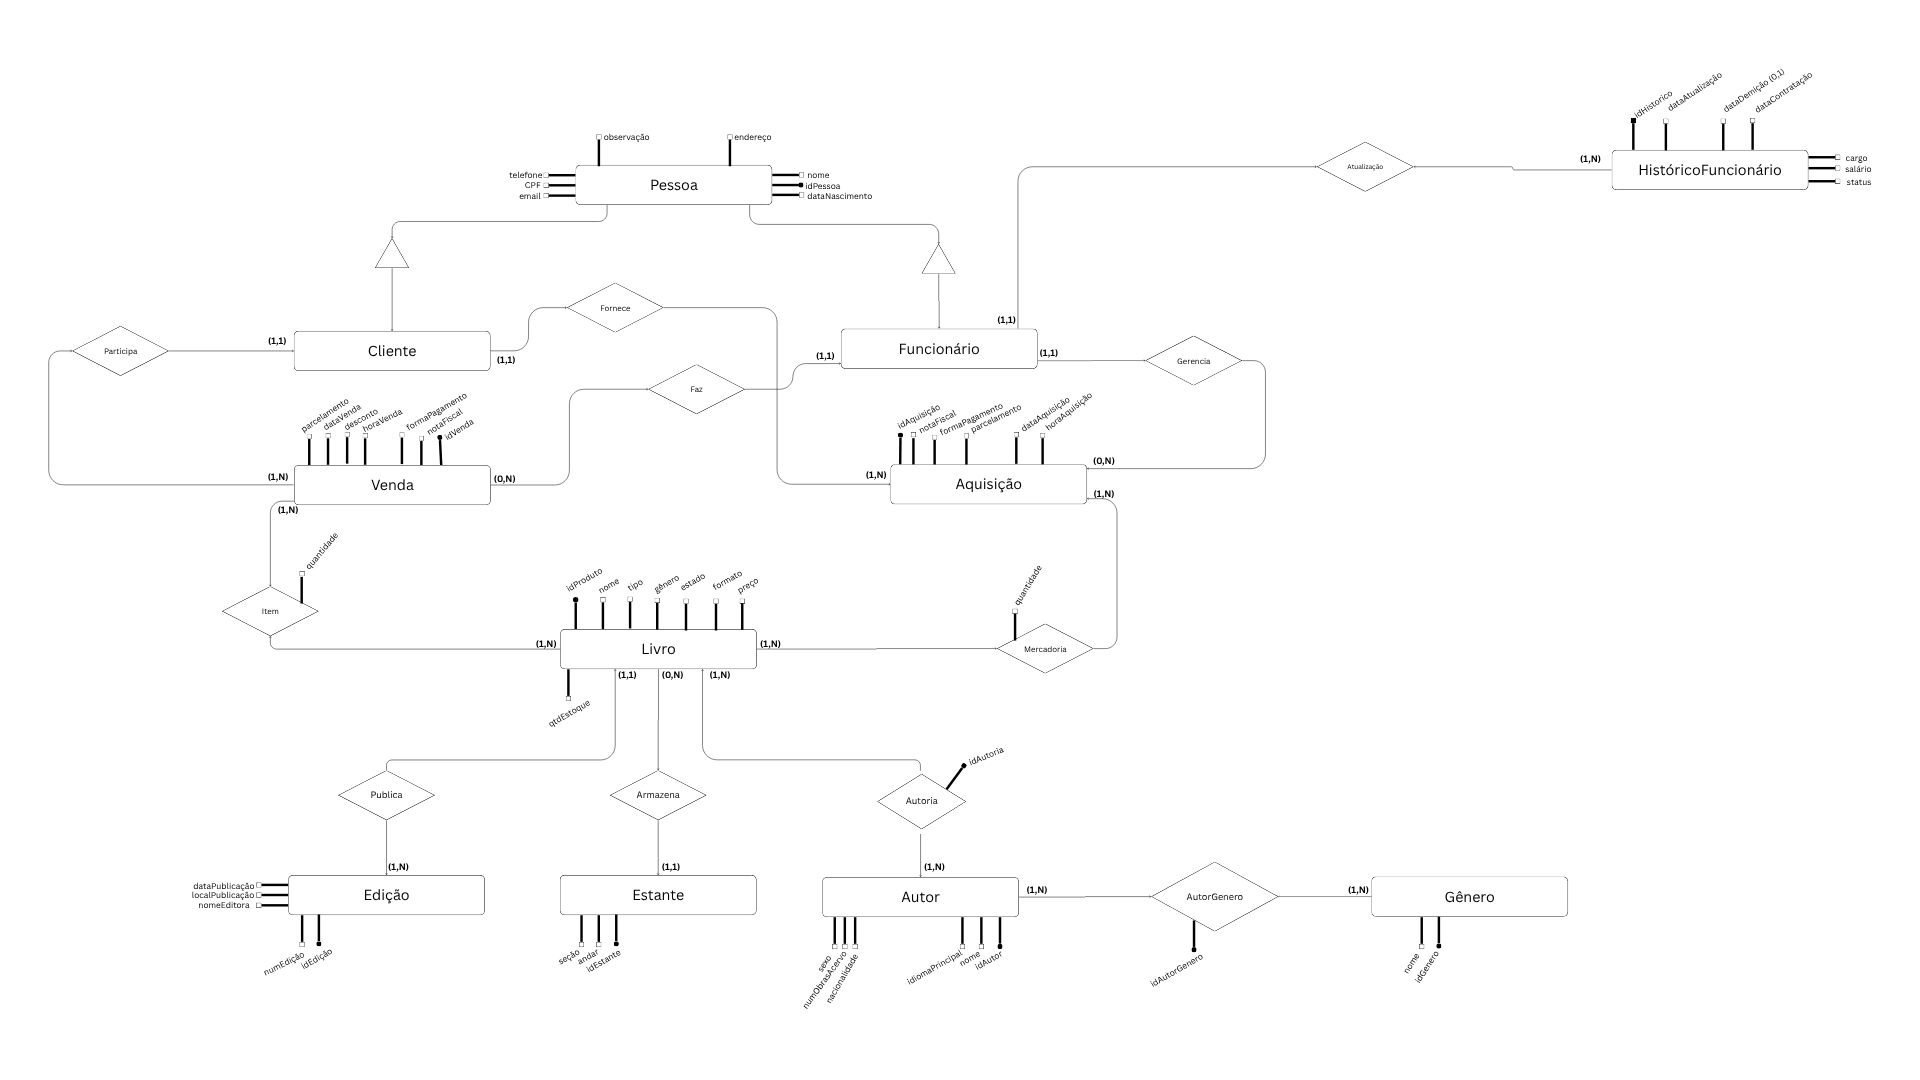 idHistorico
dataAtualização
dataDemição (0,1)
dataContratação
observação
endereço
(1,N)
HistóricoFuncionário
cargo
salário
status
Atualização
telefone
CPF
email
Pessoa
nome
idPessoa
dataNascimento
Fornece
(1,1)
Participa
(1,1)
Cliente
(1,1)
(1,1)
Funcionário
(1,1)
Gerencia
Faz
parcelamento
dataVenda
desconto
horaVenda
formaPagamento
notaFiscal
idVenda
idAquisição
notaFiscal
formaPagamento
parcelamento
dataAquisição
horaAquisição
(1,N)
Venda
(0,N)
(1,N)
(1,N)
Aquisição
(0,N)
(1,N)
quantidade
Item
idProduto
nome
tipo
gênero
estado
formato
preço
quantidade
(1,N)
Livro
(1,N)
Mercadoria
(1,1)
(0,N)
(1,N)
qtdEstoque
idAutoria
Publica
Armazena
Autoria
(1,N)
(1,1)
(1,N)
dataPublicação
localPublicação
nomeEditora
Edição
Estante
Autor
(1,N)
AutorGenero
(1,N)
Gênero
numEdição
idEdição
seção
andar
idEstante
sexo
numObrasAcervo
nacionalidade
idiomaPrincipal
nome
idAutor
idAutorGenero
nome
idGenero